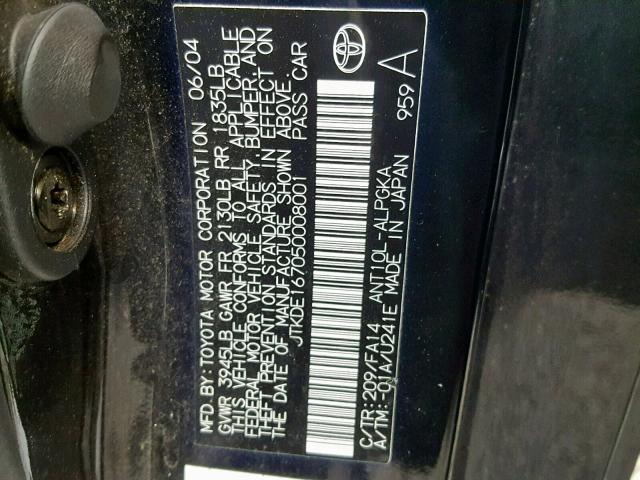 MFD.BY:TOYOTA MOTOR CORPORATION 06/04
GVWR 3945LB GAWR FR 2130LB RR 1835LB
THIS VEHICLE CONFORMS TO ALL APPLICABLE
FEDERAL MOTOR VEHICLE SAFETY, BUMPER, AND
THEFT PREVENTION STANDARDS IN EFFECT ON
THE DATE OF MANUFACTURE SHOWN ABOVE.
JTKDE167050008001 PASS CAR
C/TR:209/FA14 ANT10L-ALPGKA 959 A
A/TM:-01A/U241E MADE IN JAPAN